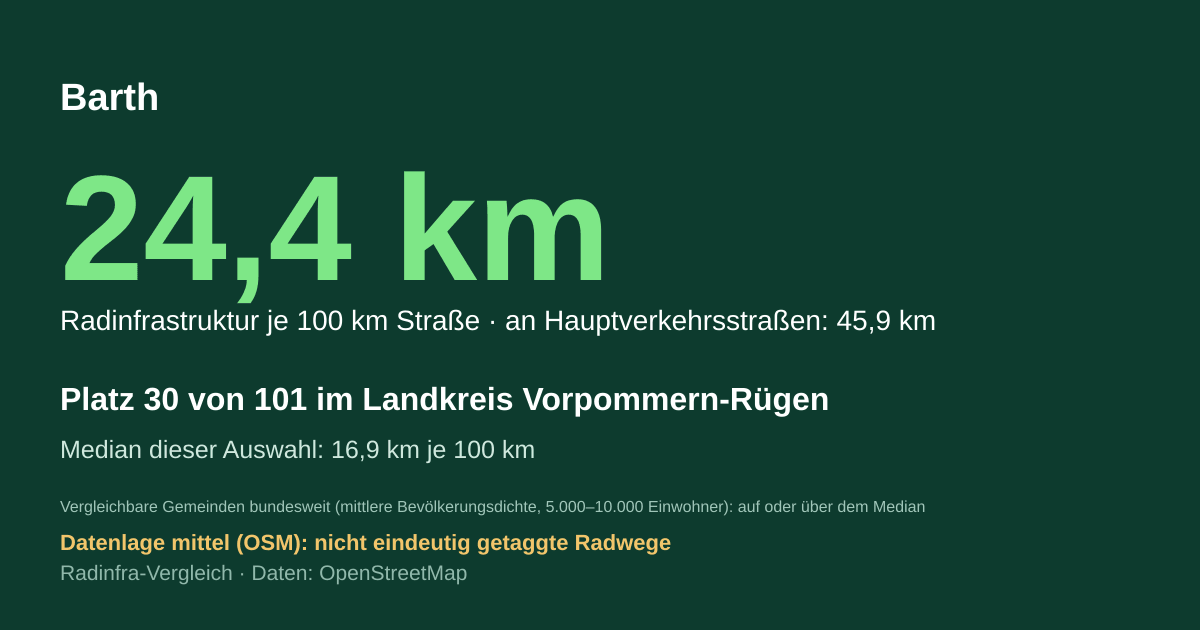 Barth
24,4 km
Radinfrastruktur je 100 km Straße · an Hauptverkehrsstraßen: 45,9 km
Platz 30 von 101 im Landkreis Vorpommern-Rügen
Median dieser Auswahl: 16,9 km je 100 km
Vergleichbare Gemeinden bundesweit (mittlere Bevölkerungsdichte, 5.000–10.000 Einwohner): auf oder über dem Median
Datenlage mittel (OSM): nicht eindeutig getaggte Radwege
Radinfra-Vergleich · Daten: OpenStreetMap